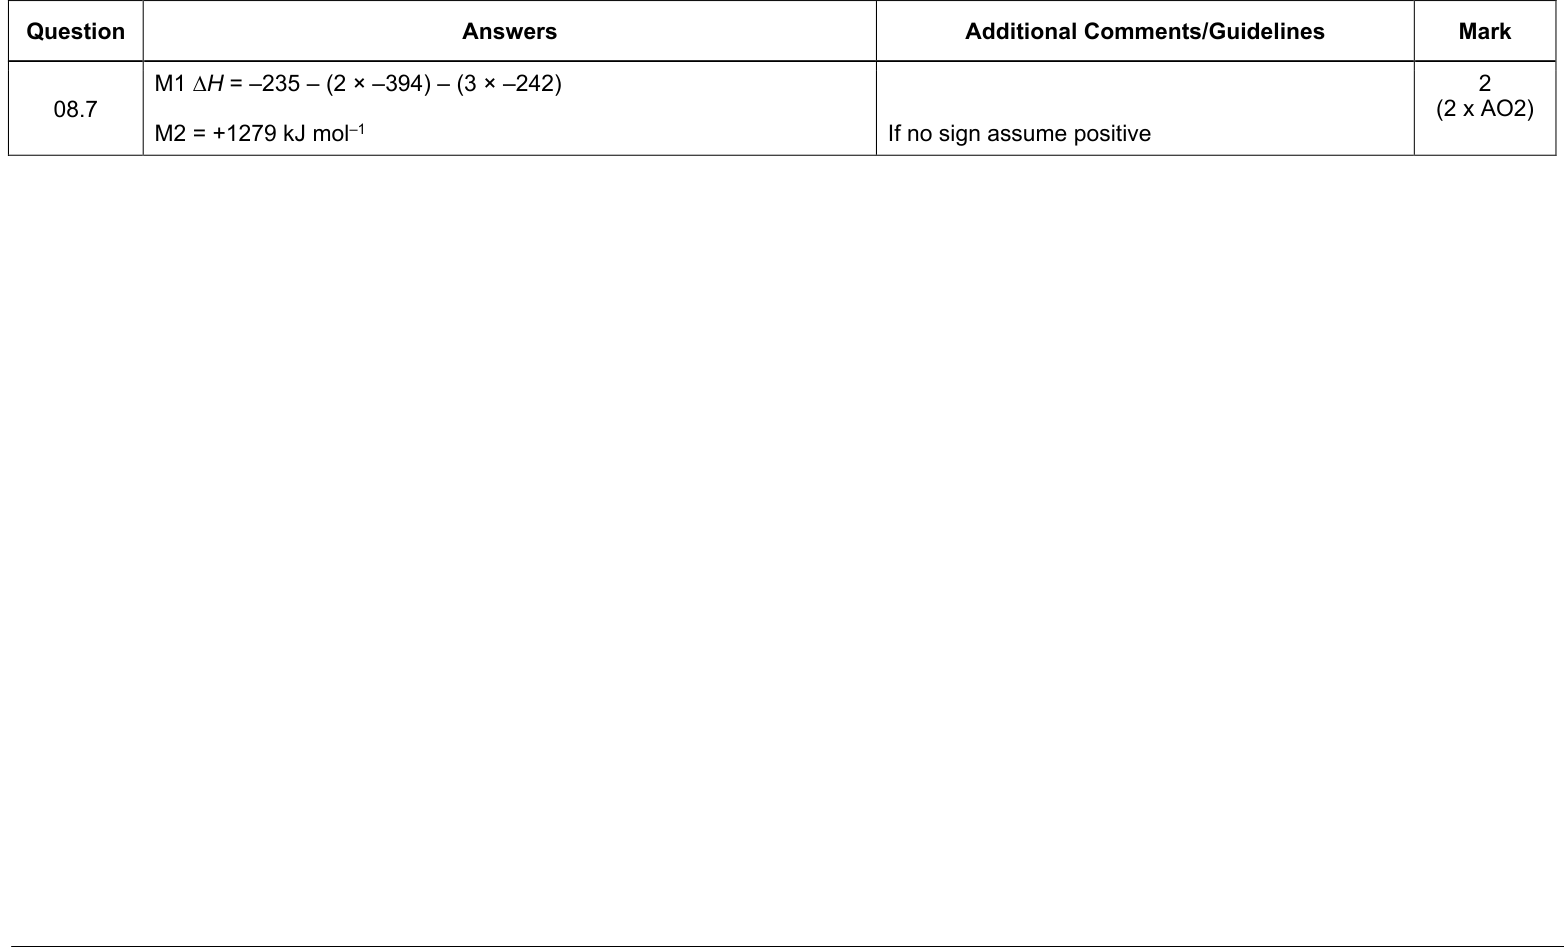 Question Answers Additional Comments/Guidelines Mark
08.7
M1 ∆H = –235 – (2 × –394) – (3 × –242)
M2 = +1279 kJ mol⁻¹
If no sign assume positive
2
(2 x AO2)